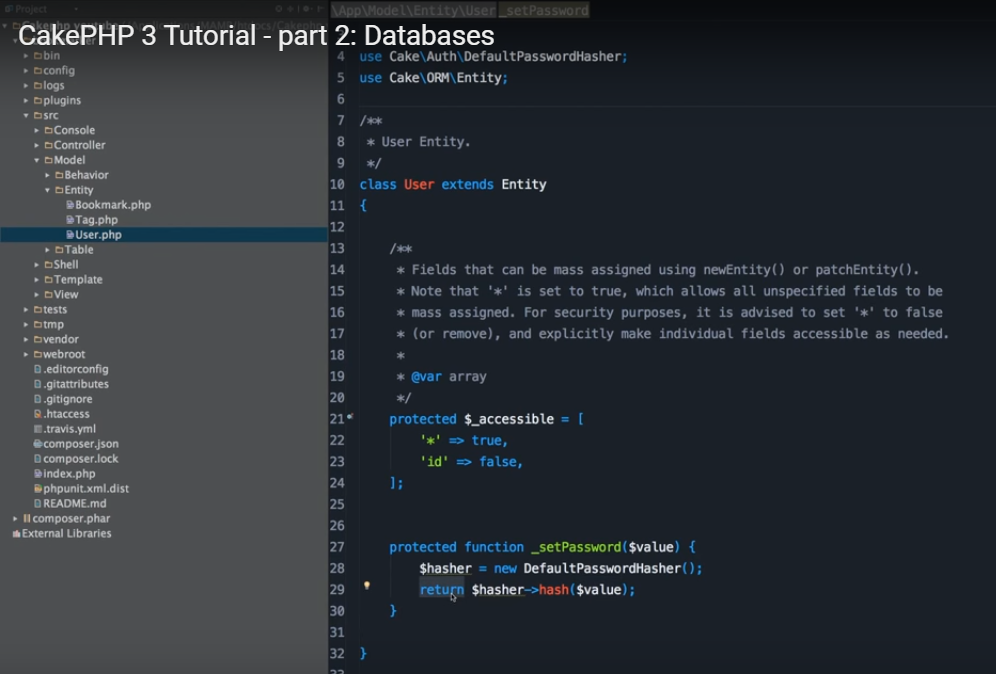 Project
\App\Model\Entity\User _setPassword
CakePHP 3 Tutorial - part 2: Databases
bin
config
logs
plugins
src
Console
Controller
Model
Behavior
Entity
Bookmark.php
Tag.php
User.php
Table
Shell
Template
View
tests
tmp
vendor
webroot
.editorconfig
.gitattributes
.gitignore
.htaccess
.travis.yml
composer.json
composer.lock
index.php
phpunit.xml.dist
README.md
composer.phar
External Libraries
4 use Cake\Auth\DefaultPasswordHasher;
5 use Cake\ORM\Entity;
6
7 /**
8 * User Entity.
9 */
10 class User extends Entity
11 {
12
13 /**
14 * Fields that can be mass assigned using newEntity() or patchEntity().
15 * Note that '*' is set to true, which allows all unspecified fields to be
16 * mass assigned. For security purposes, it is advised to set '*' to false
17 * (or remove), and explicitly make individual fields accessible as needed.
18 *
19 * @var array
20 */
21 protected $_accessible = [
22 '*' => true,
23 'id' => false,
24 ];
25
26
27 protected function _setPassword($value) {
28 $hasher = new DefaultPasswordHasher();
29 return $hasher->hash($value);
30 }
31
32 }
33